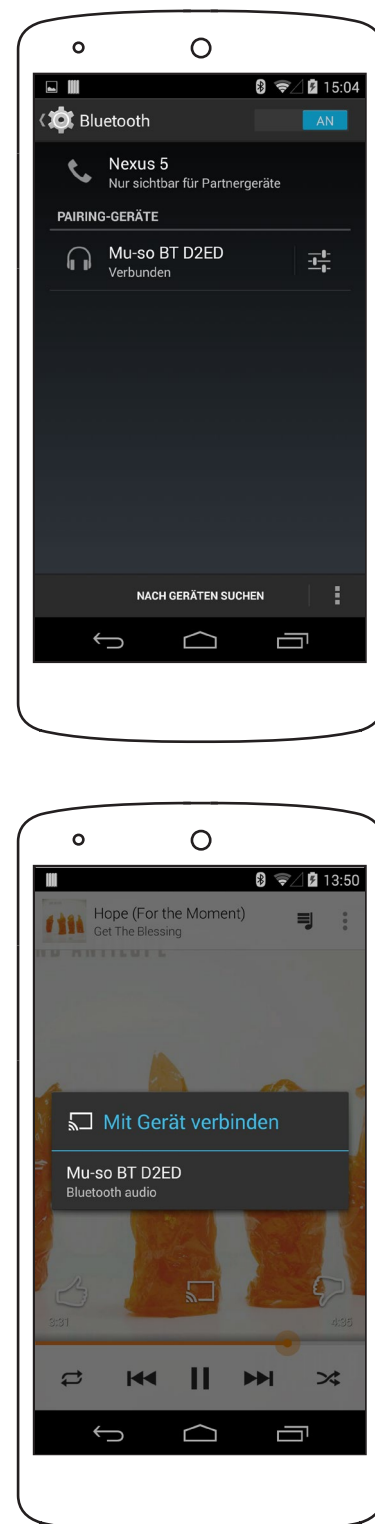 15:04
Bluetooth
AN
Nexus 5
Nur sichtbar für Partnergeräte
PAIRING-GERÄTE
Mu-so BT D2ED
Verbunden
NACH GERÄTEN SUCHEN
13:50
Hope (For the Moment)
Get The Blessing
Mit Gerät verbinden
Mu-so BT D2ED
Bluetooth audio
3:31
4:36